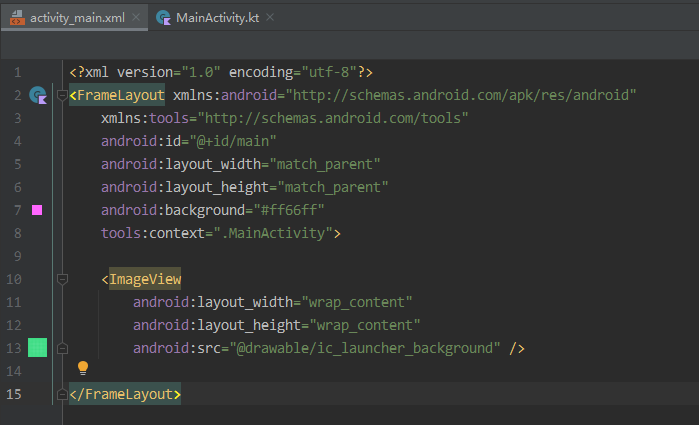 activity_main.xml MainActivity.kt
1 <?xml version="1.0" encoding="utf-8"?>
2 <FrameLayout xmlns:android="http://schemas.android.com/apk/res/android"
3     xmlns:tools="http://schemas.android.com/tools"
4     android:id="@+id/main"
5     android:layout_width="match_parent"
6     android:layout_height="match_parent"
7     android:background="#ff66ff"
8     tools:context=".MainActivity">
9
10     <ImageView
11         android:layout_width="wrap_content"
12         android:layout_height="wrap_content"
13         android:src="@drawable/ic_launcher_background" />
14
15 </FrameLayout>